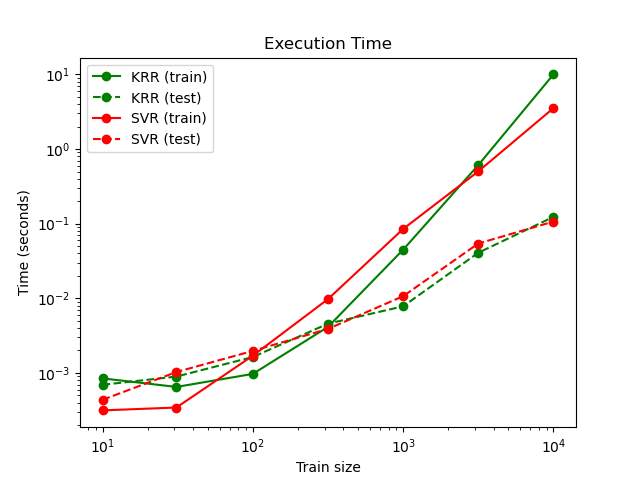 Execution Time
KRR (train)
KRR (test)
SVR (train)
SVR (test)
10¹
10⁰
10⁻¹
10⁻²
10⁻³
Time (seconds)
10¹ 10² 10³ 10⁴
Train size